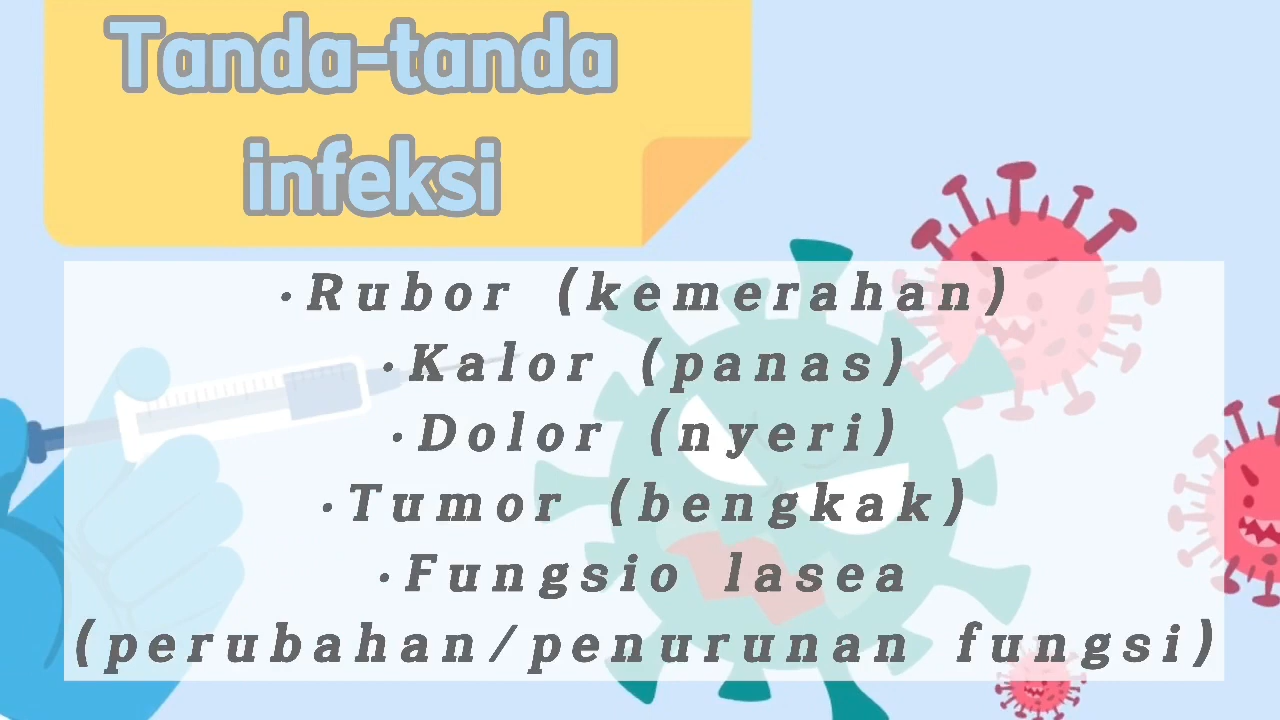 Tanda-tanda
infeksi
•Rubor (kemerahan)
•Kalor (panas)
•Dolor (nyeri)
•Tumor (bengkak)
•Fungsio lasea
(perubahan/penurunan fungsi)